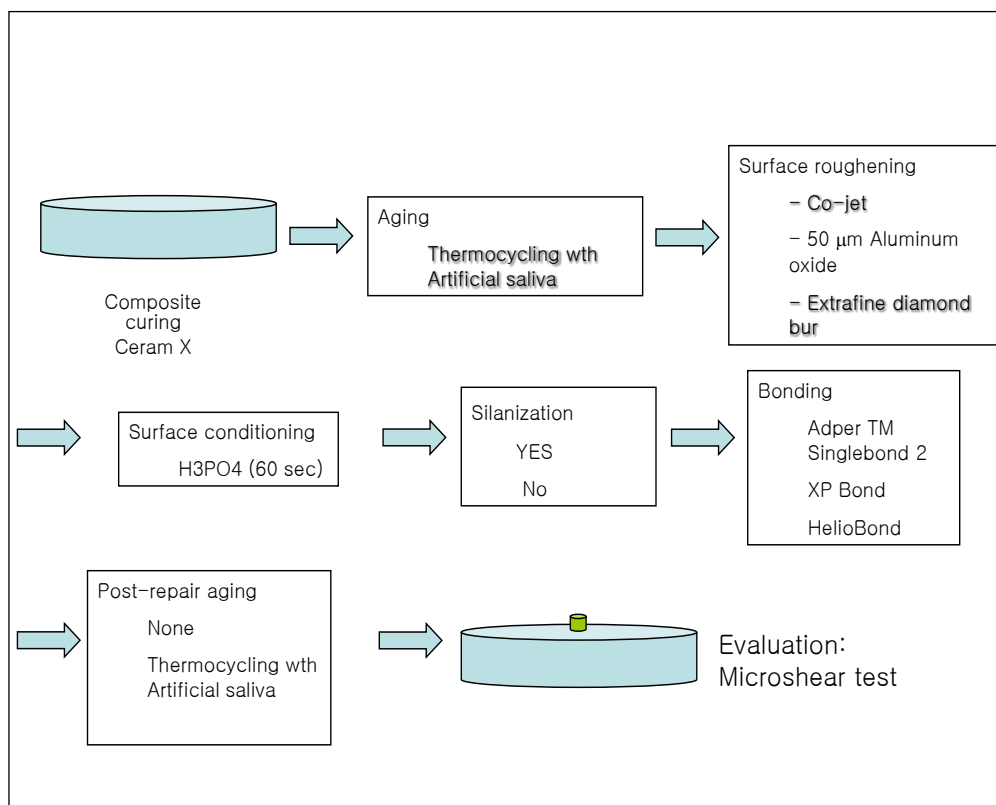 Composite
curing
Ceram X
Aging
Thermocycling wth
Artificial saliva
Surface roughening
- Co-jet
- 50 μm Aluminum
oxide
- Extrafine diamond
bur
Surface conditioning
H3PO4 (60 sec)
Silanization
YES
No
Bonding
Adper TM
Singlebond 2
XP Bond
HelioBond
Post-repair aging
None
Thermocycling wth
Artificial saliva
Evaluation:
Microshear test